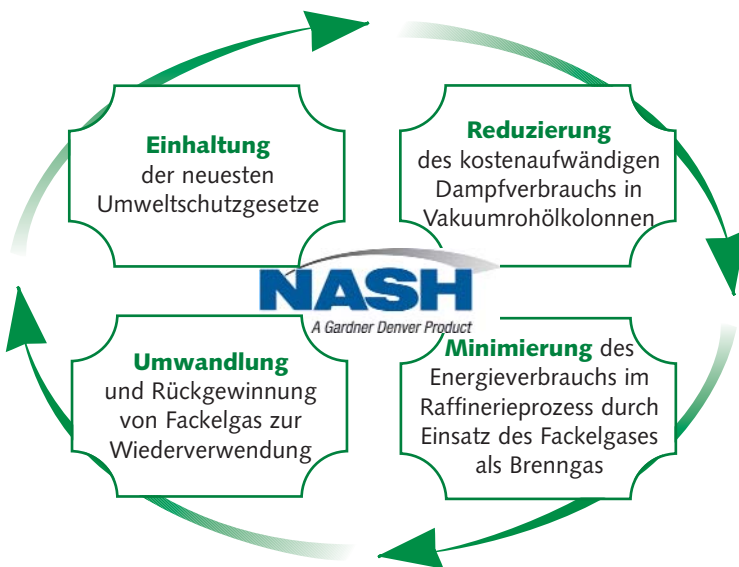 Einhaltung
der neuesten
Umweltschutzgesetze
Reduzierung
des kostenaufwändigen
Dampfverbrauchs in
Vakuumrohölkolonnen
NASH
A Gardner Denver Product
Umwandlung
und Rückgewinnung
von Fackelgas zur
Wiederverwendung
Minimierung des
Energieverbrauchs im
Raffinerieprozess durch
Einsatz des Fackelgases
als Brenngas